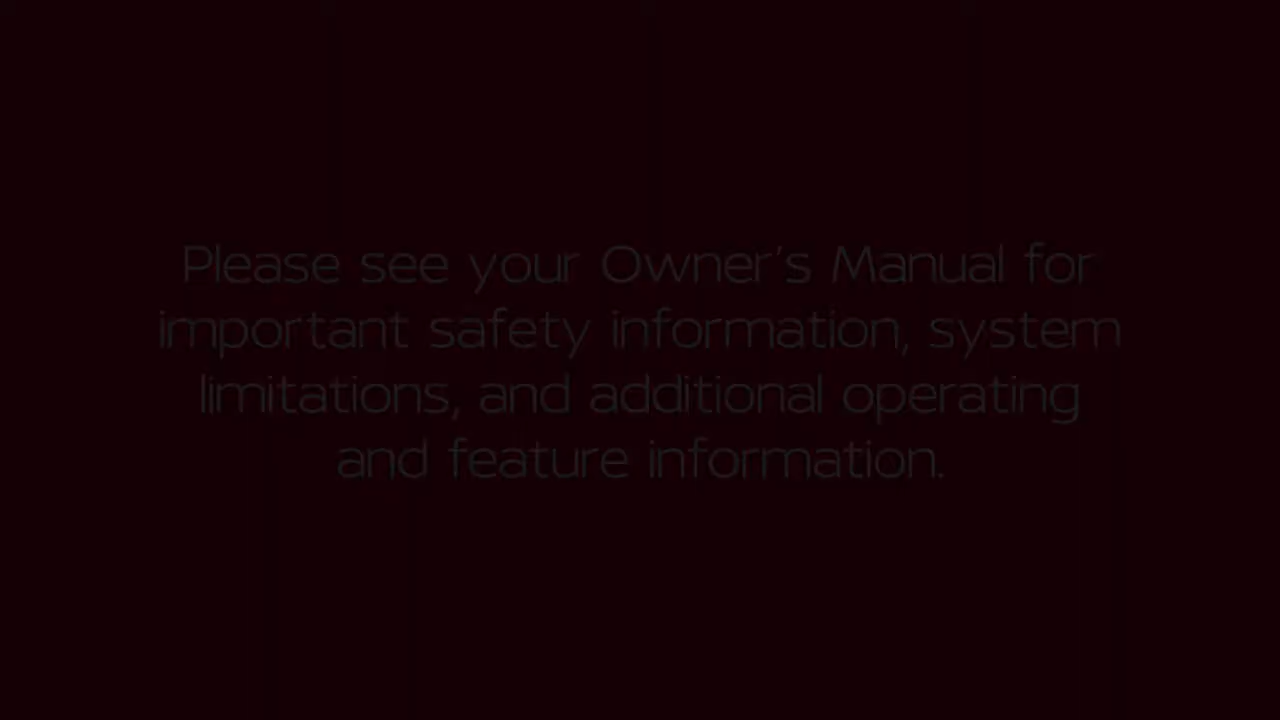 Please see your Owner's Manual for
important safety information, system
limitations, and additional operating
and feature information.